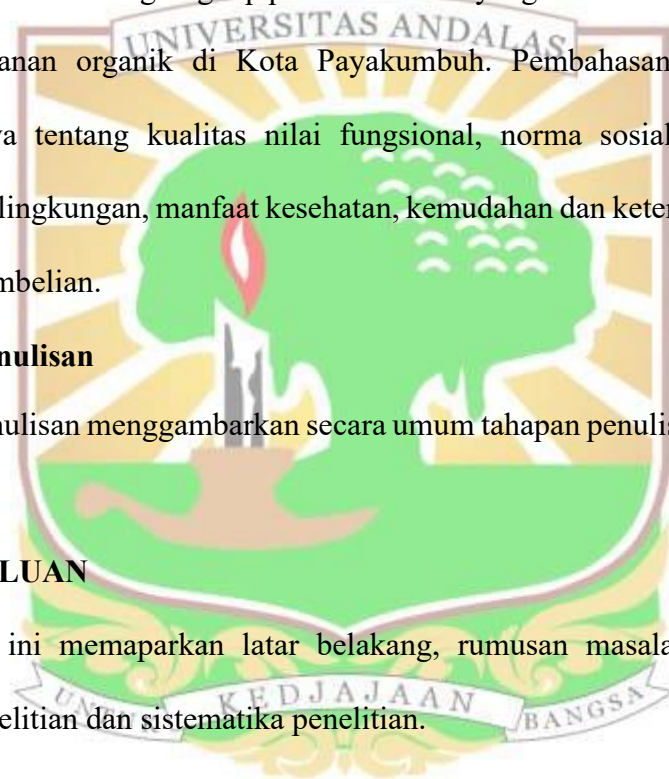 UNIVERSITAS ANDALAS
anan organik di Kota Payakumbuh. Pembahasan
a tentang kualitas nilai fungsional, norma sosial
lingkungan, manfaat kesehatan, kemudahan dan keter
mbelian.
nulisan
nulisan menggambarkan secara umum tahapan penulis
LUAN
ini memaparkan latar belakang, rumusan masala
elitian dan sistematika penelitian.
UNTUK KEDJAJAAN BANGSA